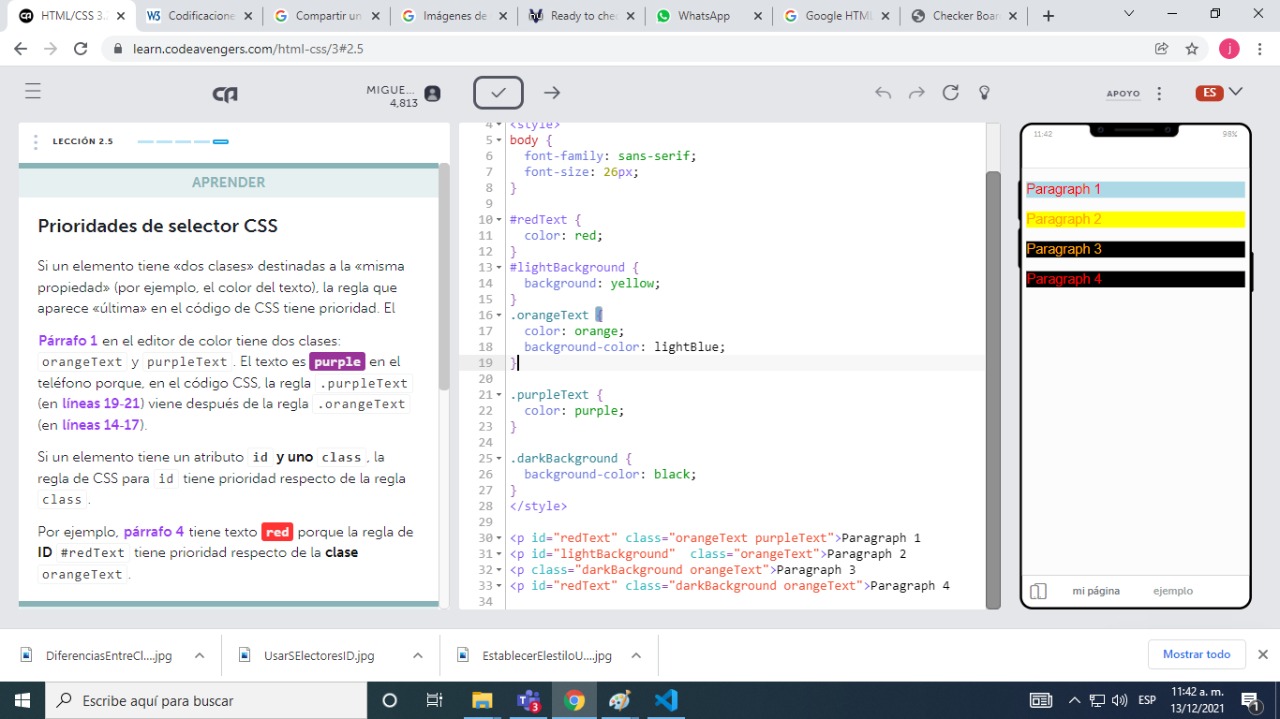 HTML/CSS 3.
Codificacione
Compartir un
Imágenes de
Ready to che
WhatsApp
Google HTML
Checker Boar
learn.codeavengers.com/html-css/3#2.5
j
MIGUE...
4,813
APOYO
ES
LECCIÓN 2.5
APRENDER
Prioridades de selector CSS
Si un elemento tiene «dos clases» destinadas a la «misma
propiedad» (por ejemplo, el color del texto), la regla que
aparece «última» en el código de CSS tiene prioridad. El
Párrafo 1 en el editor de color tiene dos clases:
orangeText y purpleText . El texto es purple en el
teléfono porque, en el código CSS, la regla .purpleText
(en líneas 19-21) viene después de la regla .orangeText
(en líneas 14-17).
Si un elemento tiene un atributo id y uno class , la
regla de CSS para id tiene prioridad respecto de la regla
class .
Por ejemplo, párrafo 4 tiene texto red porque la regla de
ID #redText tiene prioridad respecto de la clase
orangeText .
4 <style>
5 body {
6 font-family: sans-serif;
7 font-size: 26px;
8 }
9
10 #redText {
11 color: red;
12 }
13 #lightBackground {
14 background: yellow;
15 }
16 .orangeText {
17 color: orange;
18 background-color: lightBlue;
19 }
20
21 .purpleText {
22 color: purple;
23 }
24
25 .darkBackground {
26 background-color: black;
27 }
28 </style>
29
30 <p id="redText" class="orangeText purpleText">Paragraph 1
31 <p id="lightBackground"  class="orangeText">Paragraph 2
32 <p class="darkBackground orangeText">Paragraph 3
33 <p id="redText" class="darkBackground orangeText">Paragraph 4
34
11:42 98%
Paragraph 1
Paragraph 2
Paragraph 3
Paragraph 4
mi página ejemplo
DiferenciasEntreCl....jpg
UsarSElectoresID.jpg
EstablecerElestiloU....jpg
Mostrar todo
Escribe aquí para buscar
3
ESP
11:42 a. m.
13/12/2021
1